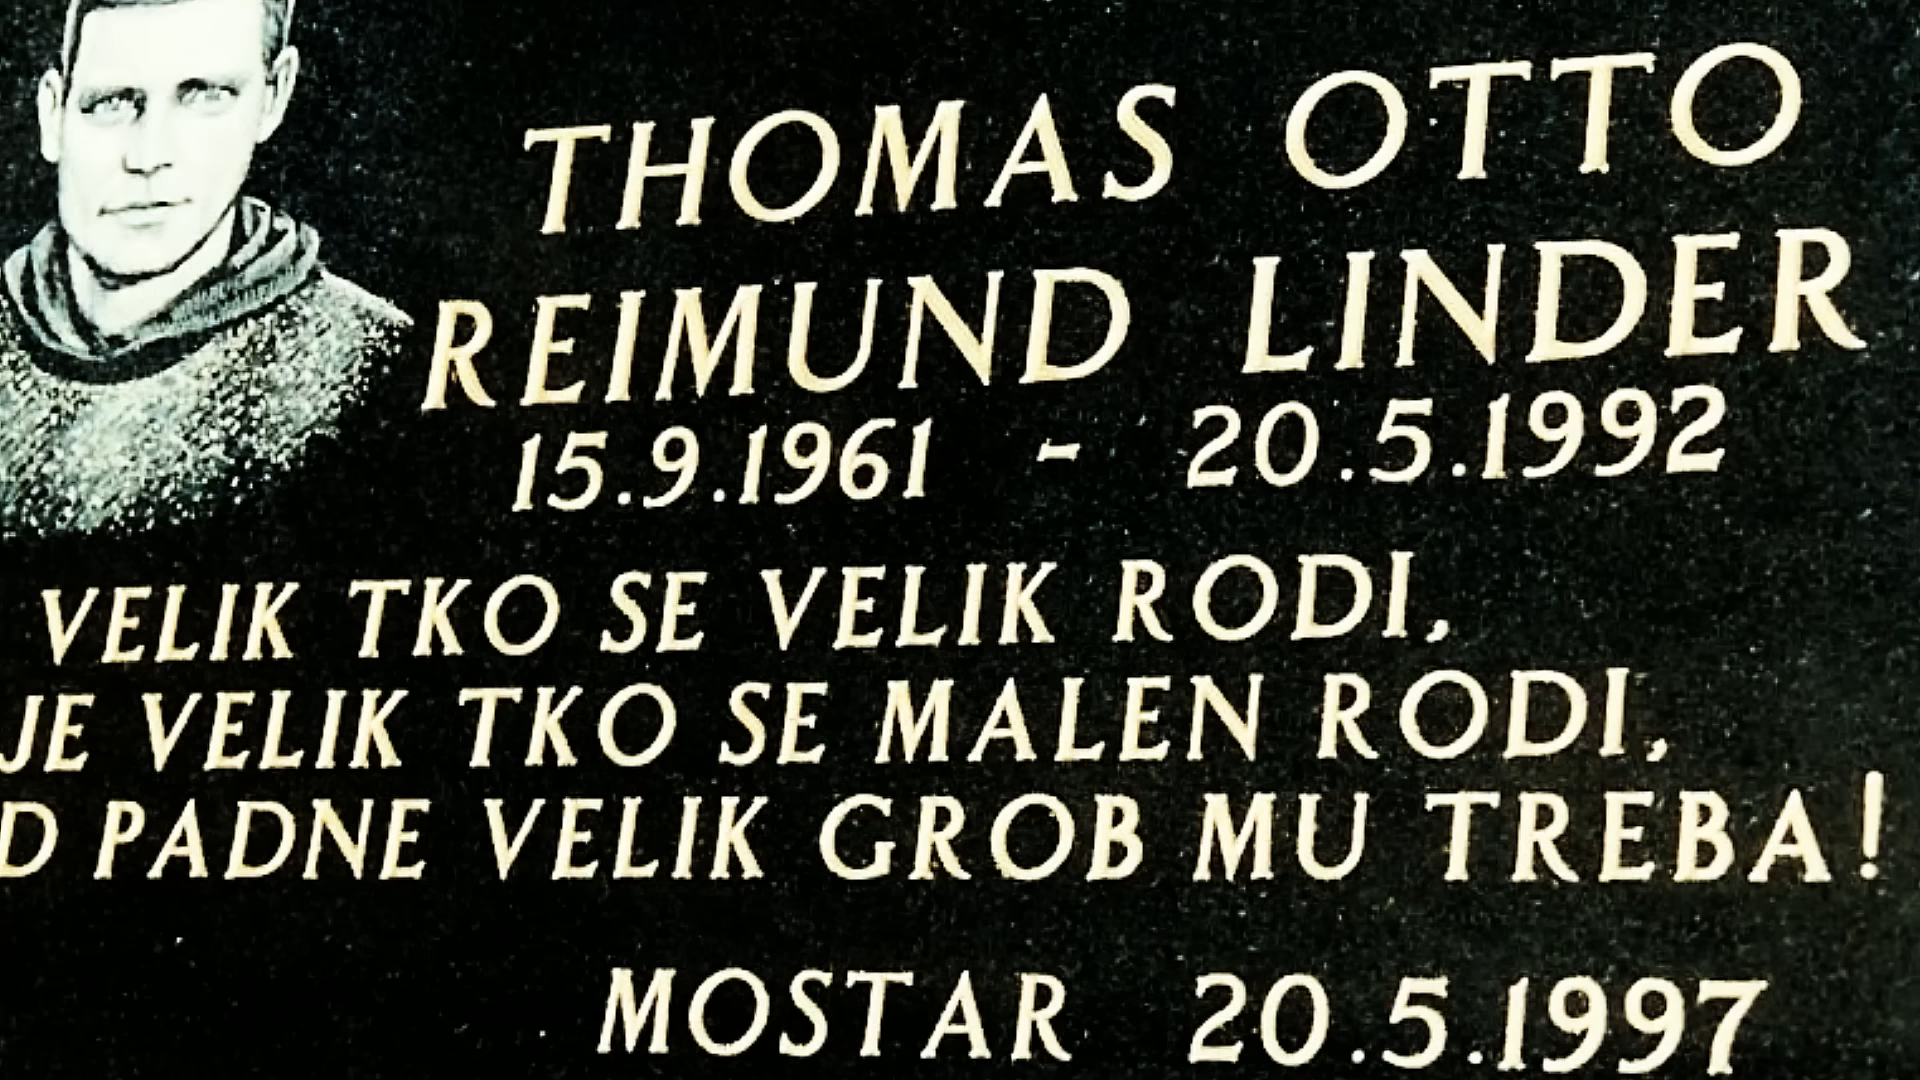 THOMAS OTTO
REIMUND LINDER
15.9.1961 - 20.5.1992
VELIK TKO SE VELIK RODI,
JE VELIK TKO SE MALEN RODI,
D PADNE VELIK GROB MU TREBA!
MOSTAR 20.5.1997